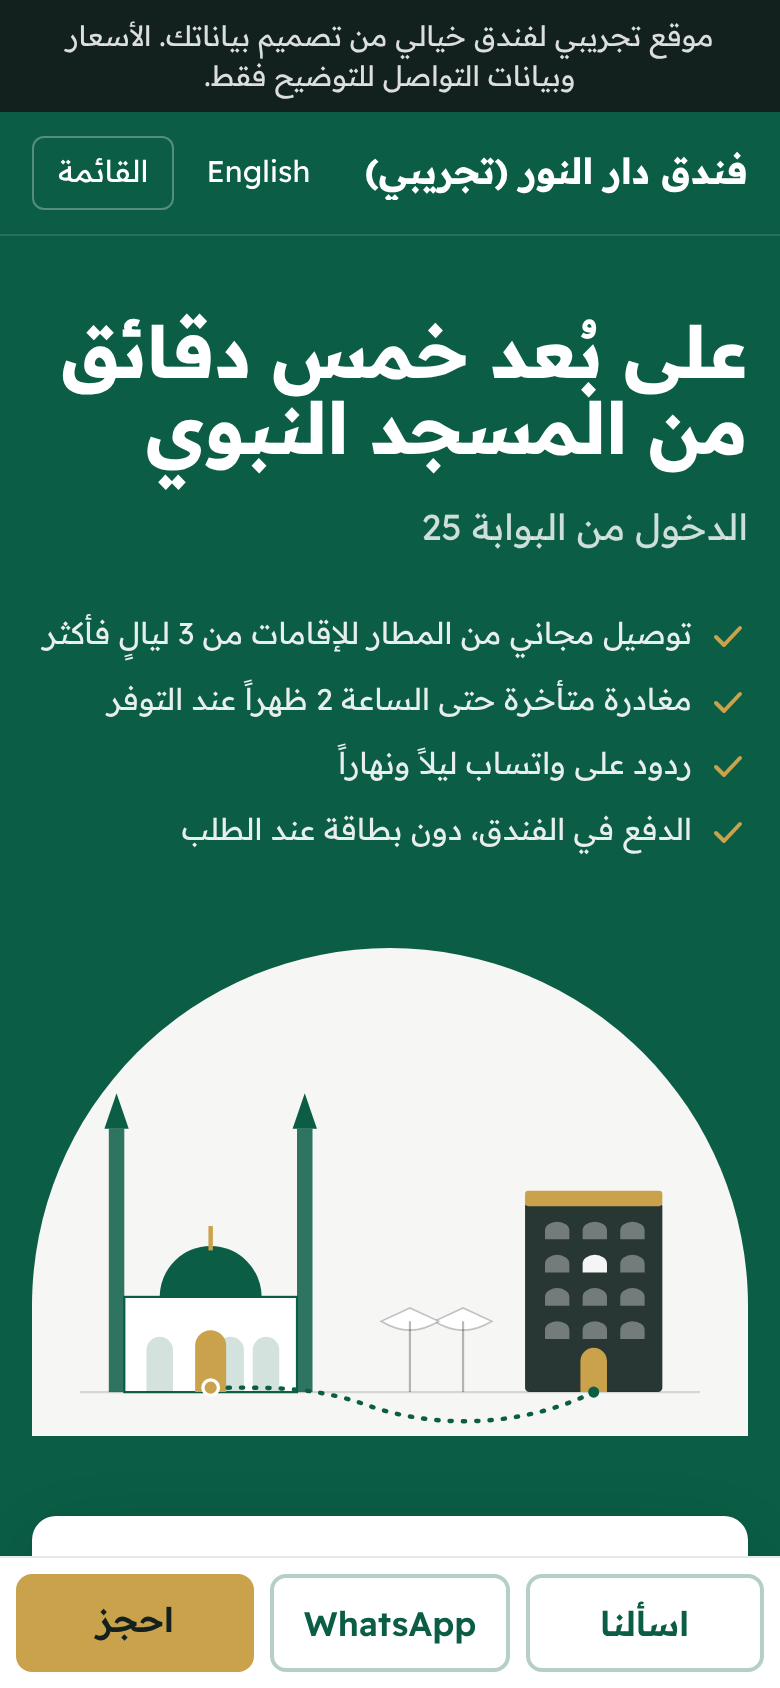 موقع تجريبي لفندق خيالي من تصميم بياناتك. الأسعار
وبيانات التواصل للتوضيح فقط.
فندق دار النور (تجريبي)
English
القائمة
على بُعد خمس دقائق
من المسجد النبوي
الدخول من البوابة 25
توصيل مجاني من المطار للإقامات من 3 ليالٍ فأكثر
مغادرة متأخرة حتى الساعة 2 ظهراً عند التوفر
ردود على واتساب ليلاً ونهاراً
الدفع في الفندق، دون بطاقة عند الطلب
اسألنا
WhatsApp
احجز